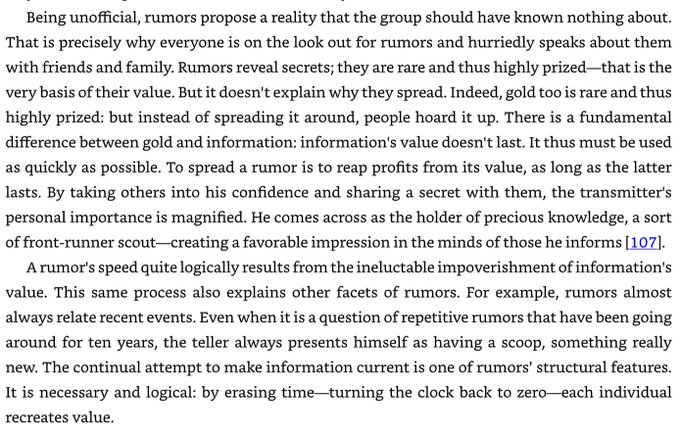 Being unofficial, rumors propose a reality that the group should have known nothing about.
That is precisely why everyone is on the look out for rumors and hurriedly speaks about them
with friends and family. Rumors reveal secrets; they are rare and thus highly prized—that is the
very basis of their value. But it doesn't explain why they spread. Indeed, gold too is rare and thus
highly prized: but instead of spreading it around, people hoard it up. There is a fundamental
difference between gold and information: information's value doesn't last. It thus must be used
as quickly as possible. To spread a rumor is to reap profits from its value, as long as the latter
lasts. By taking others into his confidence and sharing a secret with them, the transmitter's
personal importance is magnified. He comes across as the holder of precious knowledge, a sort
of front-runner scout—creating a favorable impression in the minds of those he informs [107].
A rumor's speed quite logically results from the ineluctable impoverishment of information's
value. This same process also explains other facets of rumors. For example, rumors almost
always relate recent events. Even when it is a question of repetitive rumors that have been going
around for ten years, the teller always presents himself as having a scoop, something really
new. The continual attempt to make information current is one of rumors' structural features.
It is necessary and logical: by erasing time—turning the clock back to zero—each individual
recreates value.